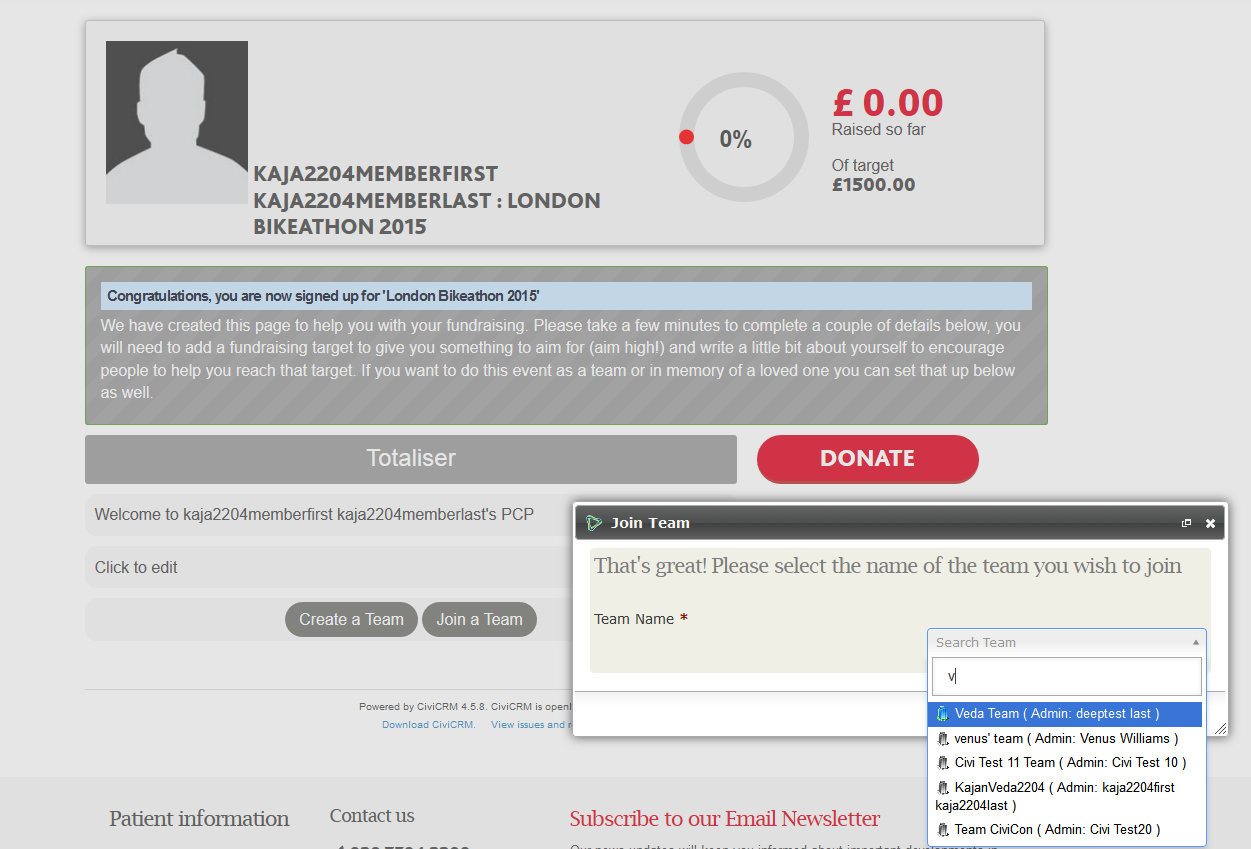 KAJA2204MEMBERFIRST
KAJA2204MEMBERLAST : LONDON
BIKEATHON 2015
0%
£ 0.00
Raised so far
Of target
£1500.00
Congratulations, you are now signed up for 'London Bikeathon 2015'
We have created this page to help you with your fundraising. Please take a few minutes to complete a couple of details below, you
will need to add a fundraising target to give you something to aim for (aim high!) and write a little bit about yourself to encourage
people to help you reach that target. If you want to do this event as a team or in memory of a loved one you can set that up below
as well.
Totaliser
DONATE
Welcome to kaja2204memberfirst kaja2204memberlast's PCP
Click to edit
Create a Team
Join a Team
Join Team
That's great! Please select the name of the team you wish to join
Team Name *
Search Team
v
Veda Team ( Admin: deeptest last )
venus' team ( Admin: Venus Williams )
Civi Test 11 Team ( Admin: Civi Test 10 )
KajanVeda2204 ( Admin: kaja2204first
kaja2204last )
Team CiviCon ( Admin: Civi Test20 )
Powered by CiviCRM 4.5.8. CiviCRM is openl
Download CiviCRM. View issues and r
Patient information
Contact us
Subscribe to our Email Newsletter